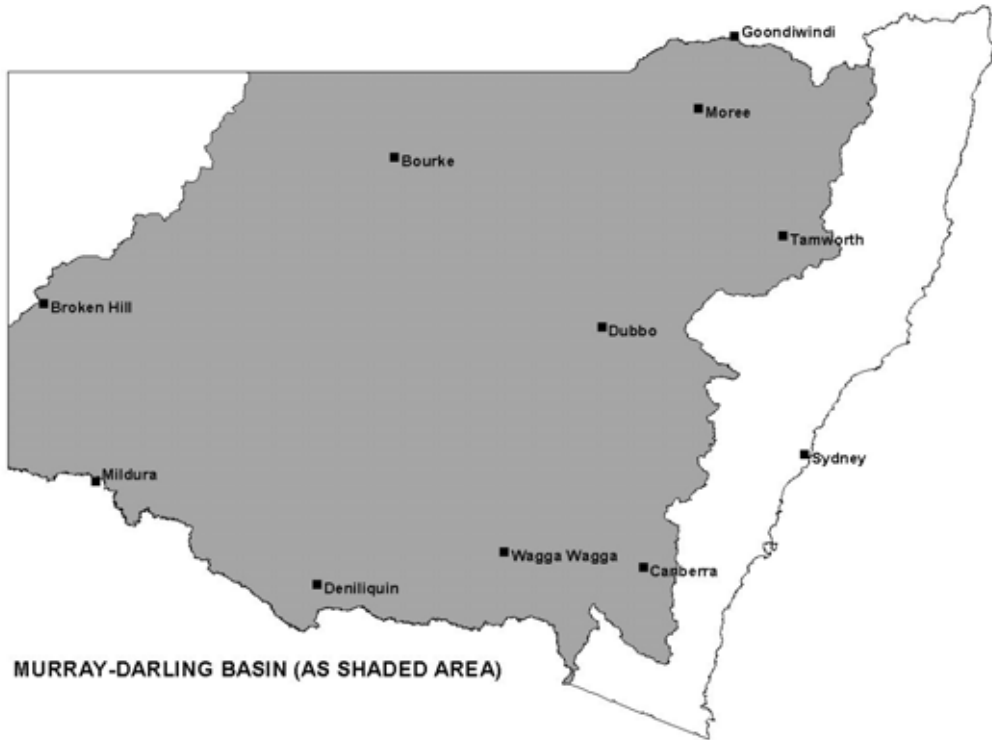 Goondiwindi
Moree
Bourke
Tamworth
Broken Hill
Dubbo
Sydney
Mildura
Wagga Wagga
Canberra
Deniliquin
MURRAY-DARLING BASIN (AS SHADED AREA)